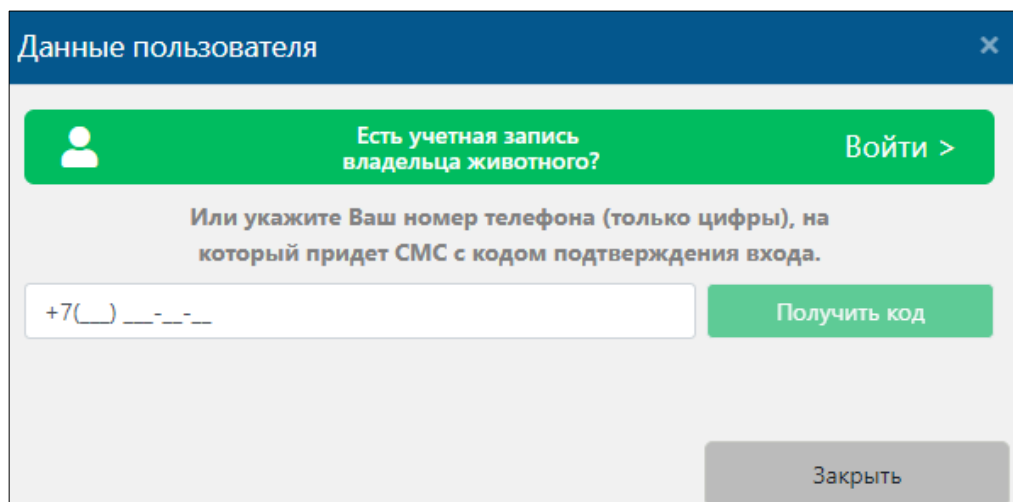 Данные пользователя ×
Есть учетная запись
владельца животного?
Войти >
Или укажите Ваш номер телефона (только цифры), на
который придет СМС с кодом подтверждения входа.
+7(___) ___-__-__
Получить код
Закрыть